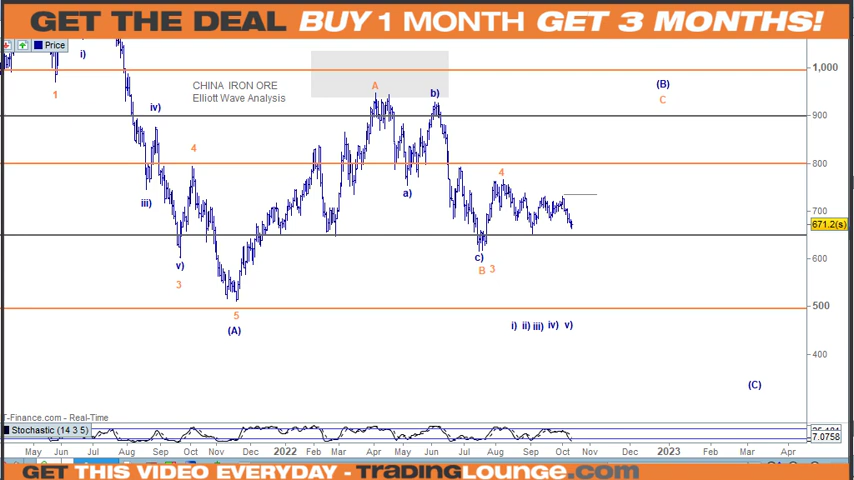 GET THE DEAL BUY 1 MONTH GET 3 MONTHS!
Price
i)
1,000
(B)
CHINA IRON ORE
A
b)
1
C
Elliott Wave Analysis
iv)
900
4
800
4
iii)
a)
700
671.2(s)
v)
c)
600
3
B 3
500
5
(A)
i) ii) iii) iv) v)
400
(C)
T-Finance.com - Real-Time
Stochastic (14 3 5)
7.0758
May Jun Jul Aug Sep Oct Nov Dec 2022 Feb Mar Apr May Jun Jul Aug Sep Oct Nov Dec 2023 Feb Mar Apr
GET THIS VIDEO EVERYDAY - TRADINGLOUNGE.com